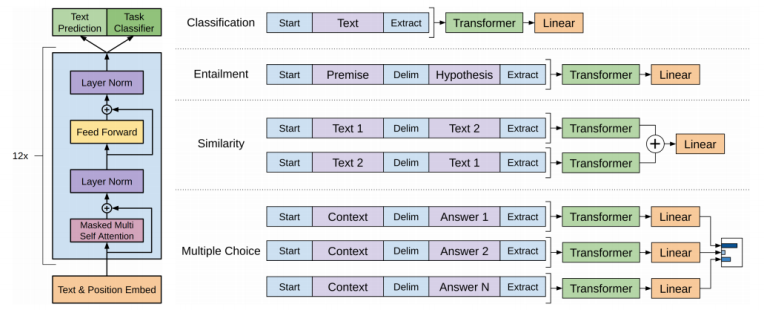 Text
Prediction
Task
Classifier
12x
Layer Norm
+
Feed Forward
Layer Norm
+
Masked Multi
Self Attention
Text & Position Embed
Classification
Start Text Extract Transformer Linear
Entailment
Start Premise Delim Hypothesis Extract Transformer Linear
Similarity
Start Text 1 Delim Text 2 Extract Transformer
+ Linear
Start Text 2 Delim Text 1 Extract Transformer
Multiple Choice
Start Context Delim Answer 1 Extract Transformer Linear
Start Context Delim Answer 2 Extract Transformer Linear
Start Context Delim Answer N Extract Transformer Linear